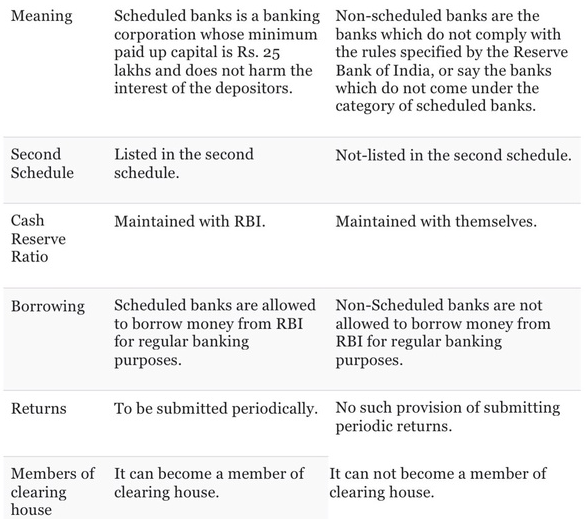 Meaning
Scheduled banks is a banking
corporation whose minimum
paid up capital is Rs. 25
lakhs and does not harm the
interest of the depositors.
Non-scheduled banks are the
banks which do not comply with
the rules specified by the Reserve
Bank of India, or say the banks
which do not come under the
category of scheduled banks.
Second
Schedule
Listed in the second
schedule.
Not-listed in the second schedule.
Cash
Reserve
Ratio
Maintained with RBI.
Maintained with themselves.
Borrowing
Scheduled banks are allowed
to borrow money from RBI
for regular banking
purposes.
Non-Scheduled banks are not
allowed to borrow money from
RBI for regular banking
purposes.
Returns
To be submitted periodically.
No such provision of submitting
periodic returns.
Members of
clearing
house
It can become a member of
clearing house.
It can not become a member of
clearing house.